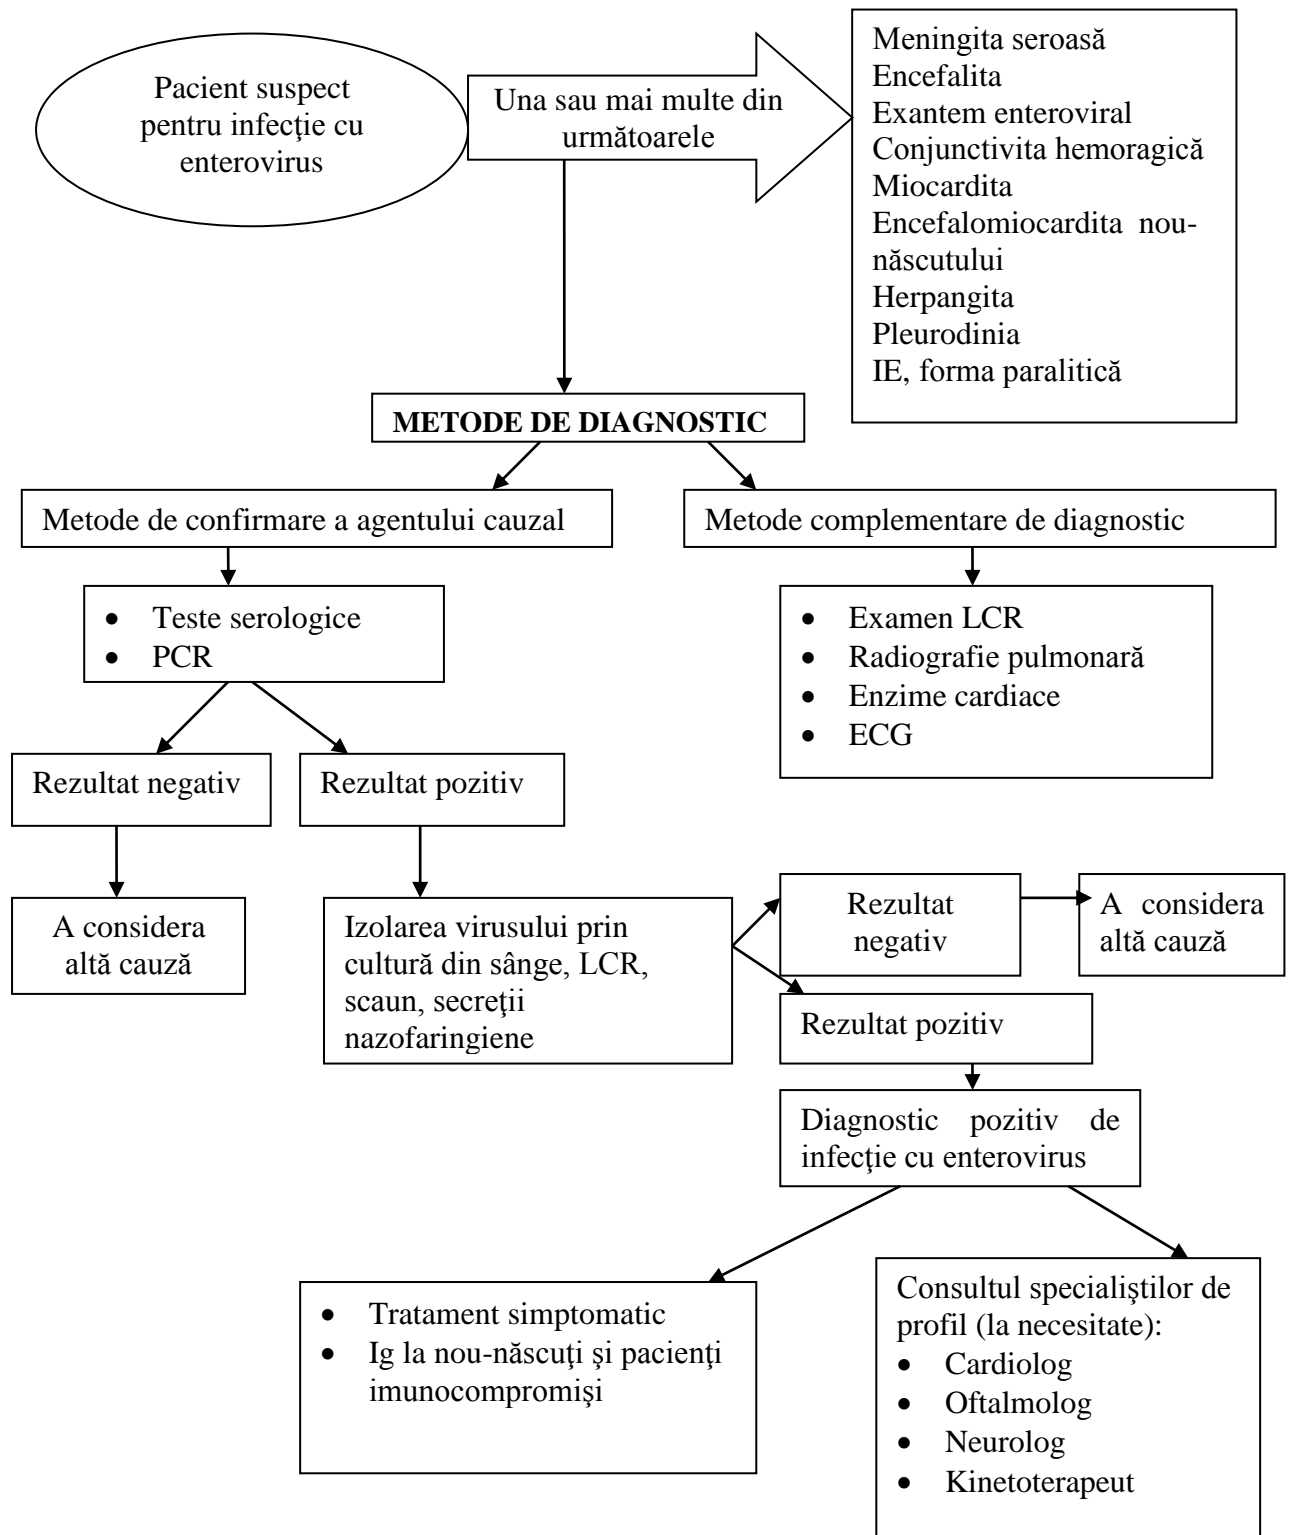 Pacient suspect
pentru infecţie cu
enterovirus
Una sau mai multe din
următoarele
Meningita seroasă
Encefalita
Exantem enteroviral
Conjunctivita hemoragică
Miocardita
Encefalomiocardita nou-
născutului
Herpangita
Pleurodinia
IE, forma paralitică
METODE DE DIAGNOSTIC
Metode de confirmare a agentului cauzal
Metode complementare de diagnostic
• Teste serologice
• PCR
• Examen LCR
• Radiografie pulmonară
• Enzime cardiace
• ECG
Rezultat negativ
Rezultat pozitiv
A considera
altă cauză
Izolarea virusului prin
cultură din sânge, LCR,
scaun, secreţii
nazofaringiene
Rezultat
negativ
A considera
altă cauză
Rezultat pozitiv
Diagnostic pozitiv de
infecţie cu enterovirus
• Tratament simptomatic
• Ig la nou-născuţi şi pacienţi
imunocompromişi
Consultul specialiştilor de
profil (la necesitate):
• Cardiolog
• Oftalmolog
• Neurolog
• Kinetoterapeut